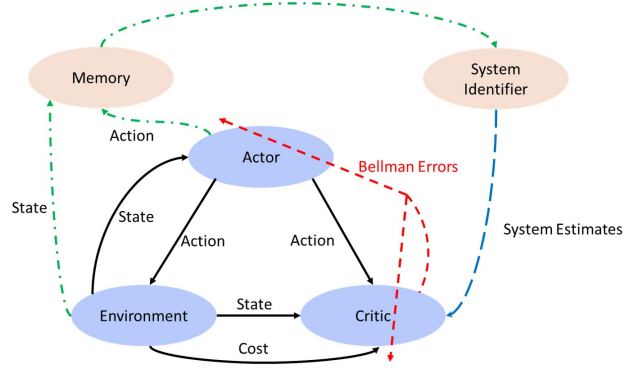 Memory
System
Identifier
Action
Actor
Bellman Errors
State
State
Action
Action
System Estimates
Environment
State
Critic
Cost